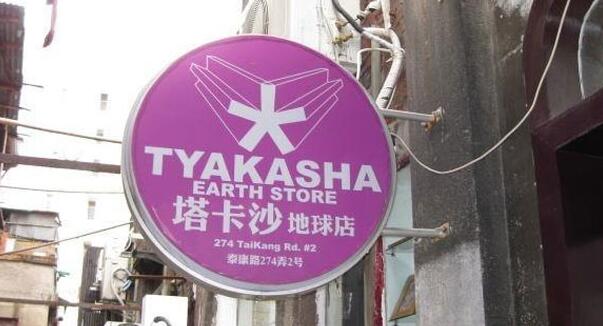 TYAKASHA
EARTH STORE
塔卡沙 地球店
274 TaiKang Rd. #2
泰康路274弄2号